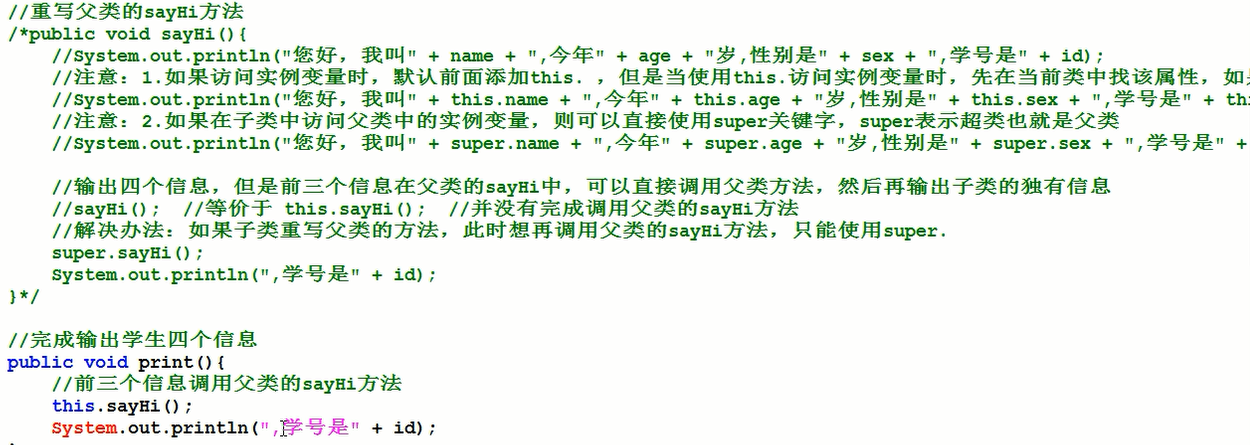 //重写父类的sayHi方法
/*public void sayHi(){
//System.out.println("您好，我叫" + name + ",今年" + age + "岁,性别是" + sex + ",学号是" + id);
//注意：1.如果访问实例变量时，默认前面添加this. ，但是当使用this.访问实例变量时，先在当前类中找该属性，如
//System.out.println("您好，我叫" + this.name + ",今年" + this.age + "岁,性别是" + this.sex + ",学号是" + th
//注意：2.如果在子类中访问父类中的实例变量，则可以直接使用super关键字，super表示超类也就是父类
//System.out.println("您好，我叫" + super.name + ",今年" + super.age + "岁,性别是" + super.sex + ",学号是" +
//输出四个信息，但是前三个信息在父类的sayHi中，可以直接调用父类方法，然后再输出子类的独有信息
//sayHi(); //等价于 this.sayHi(); //并没有完成调用父类的sayHi方法
//解决办法：如果子类重写父类的方法，此时想再调用父类的sayHi方法，只能使用super.
super.sayHi();
System.out.println(",学号是" + id);
}*/
//完成输出学生四个信息
public void print(){
//前三个信息调用父类的sayHi方法
this.sayHi();
System.out.println(",学号是" + id);